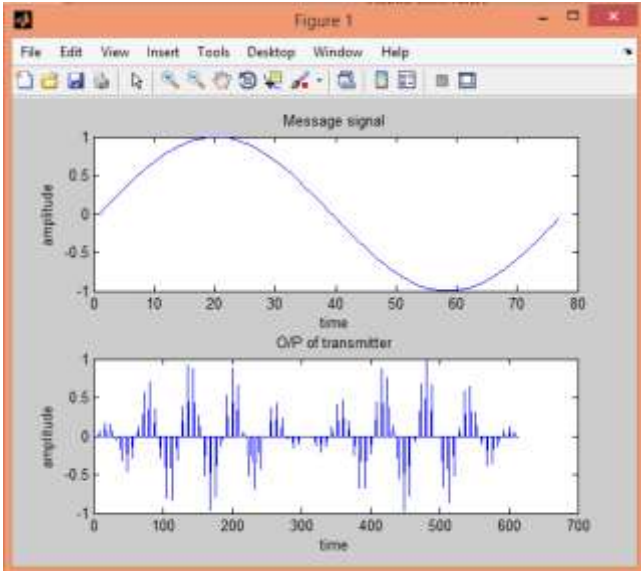 Figure 1
File Edit View Insert Tools Desktop Window Help
Message signal
1
0.5
0
-0.5
-1
amplitude
0 10 20 30 40 50 60 70 80
time
O/P of transmitter
1
0.5
0
-0.5
-1
amplitude
0 100 200 300 400 500 600 700
time